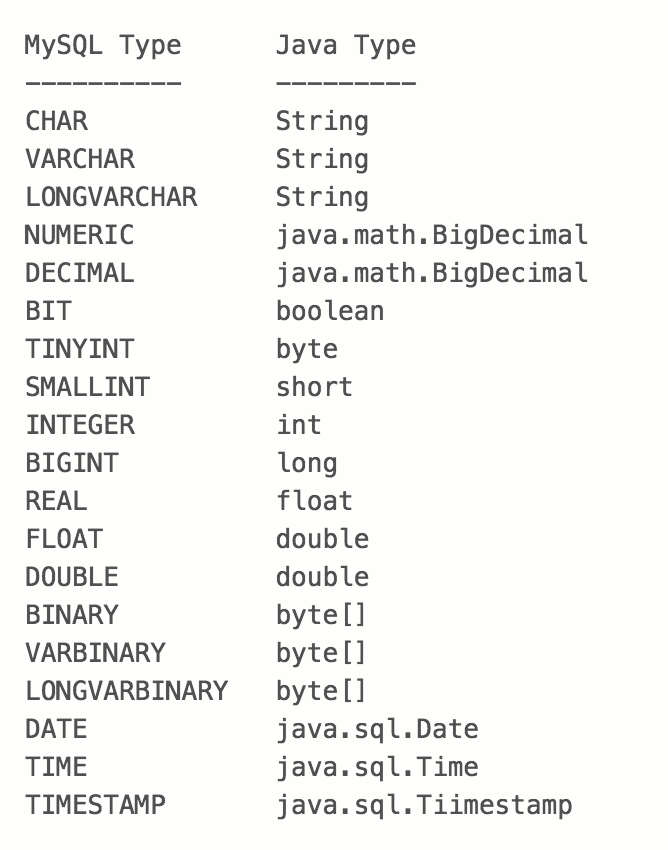 MySQL Type Java Type
---------- ---------
CHAR String
VARCHAR String
LONGVARCHAR String
NUMERIC java.math.BigDecimal
DECIMAL java.math.BigDecimal
BIT boolean
TINYINT byte
SMALLINT short
INTEGER int
BIGINT long
REAL float
FLOAT double
DOUBLE double
BINARY byte[]
VARBINARY byte[]
LONGVARBINARY byte[]
DATE java.sql.Date
TIME java.sql.Time
TIMESTAMP java.sql.Tiimestamp